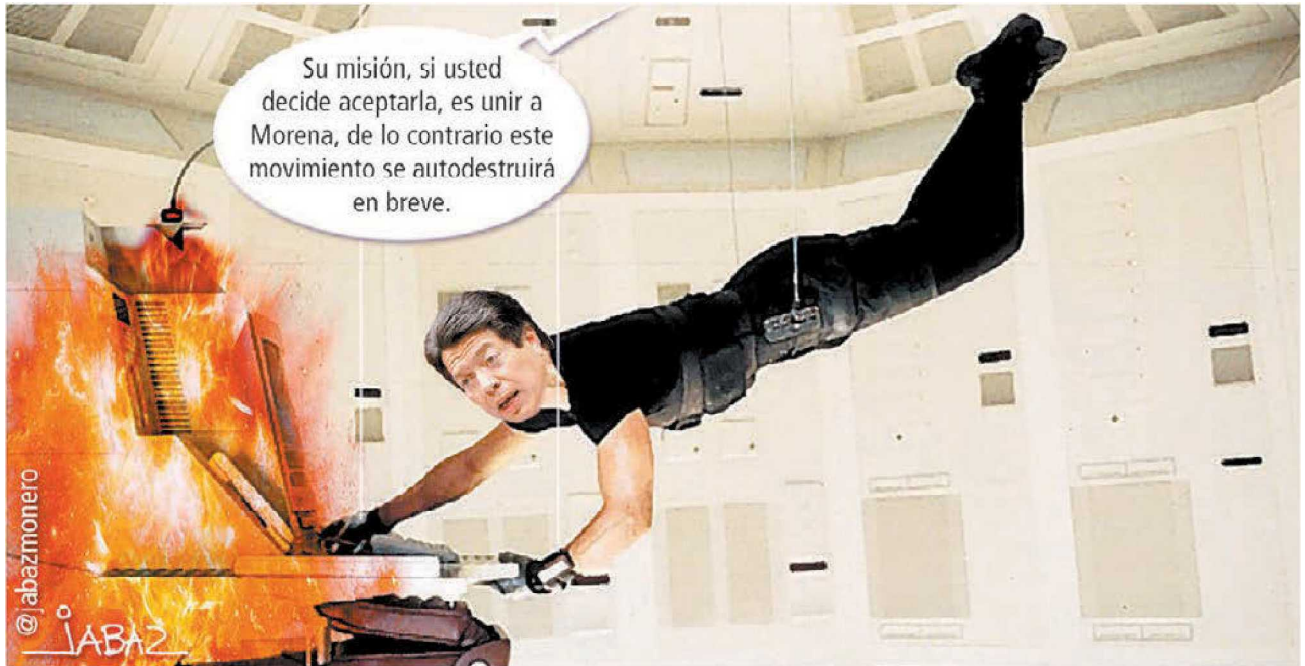 Su misión, si usted
decide aceptarla, es unir a
Morena, de lo contrario este
movimiento se autodestruirá
en breve.
@jabazmonero
JABAZ